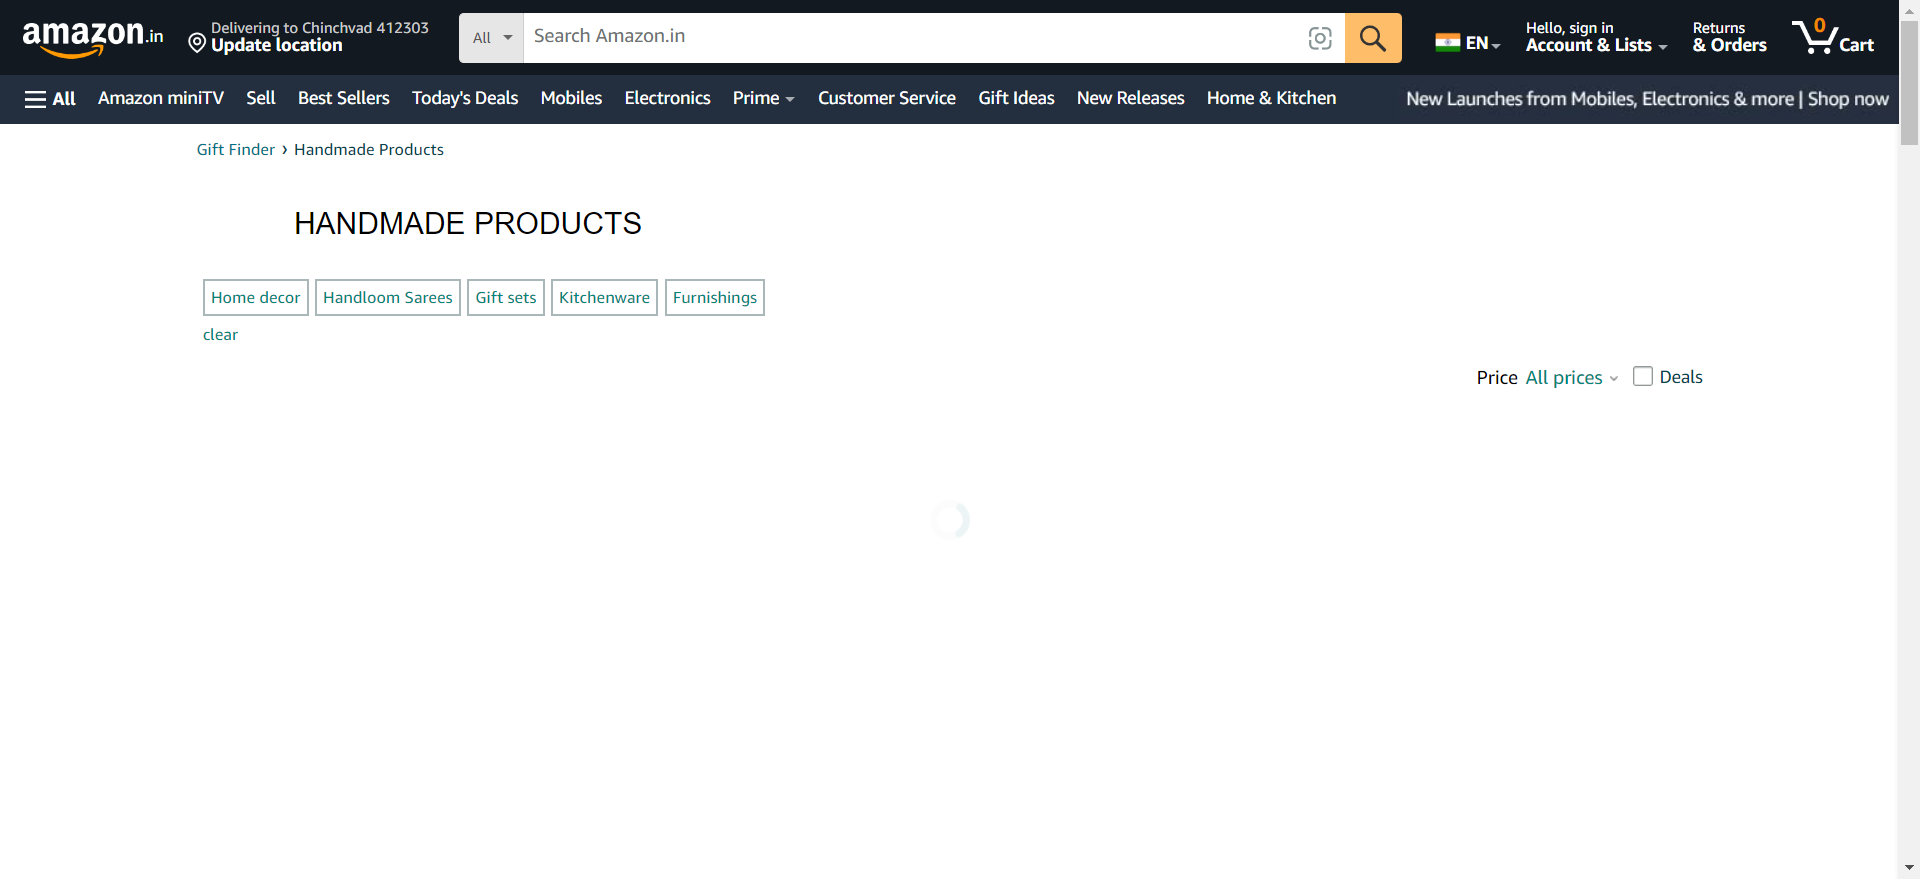 amazon.in
Delivering to Chinchvad 412303
Update location
All
Search Amazon.in
EN
Hello, sign in
Account & Lists
Returns
& Orders
0
Cart
All Amazon miniTV Sell Best Sellers Today's Deals Mobiles Electronics Prime Customer Service Gift Ideas New Releases Home & Kitchen New Launches from Mobiles, Electronics & more | Shop now
Gift Finder › Handmade Products
HANDMADE PRODUCTS
Home decor Handloom Sarees Gift sets Kitchenware Furnishings
clear
Price All prices Deals